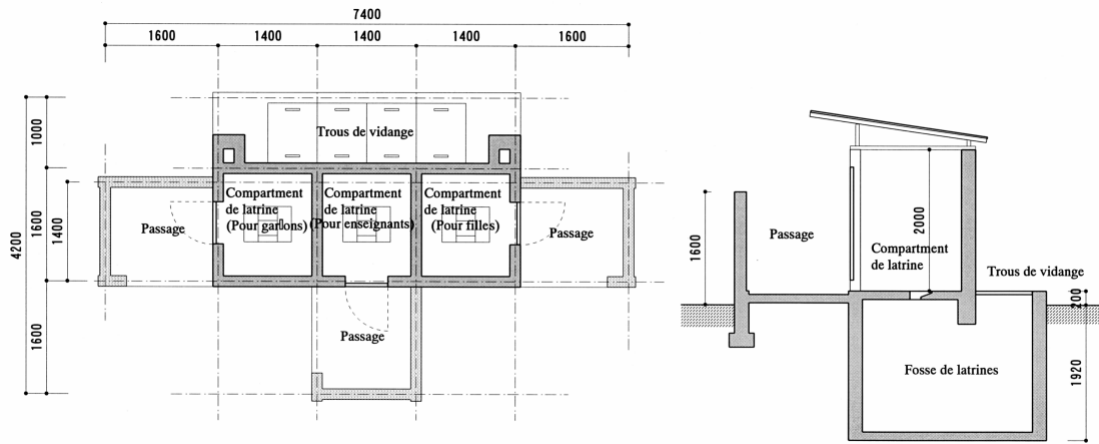 7400
1600 1400 1400 1400 1600
1000
Trous de vidange
Compartment Compartment Compartment
de latrine de latrine de latrine
(Pour garlons) (Pour enseignants) (Pour filles)
Passage
Passage
4200
1600
1400
1600
Passage
2000
1600
Passage
Compartment
de latrine
Trous de vidange
200
Fosse de latrines
1920